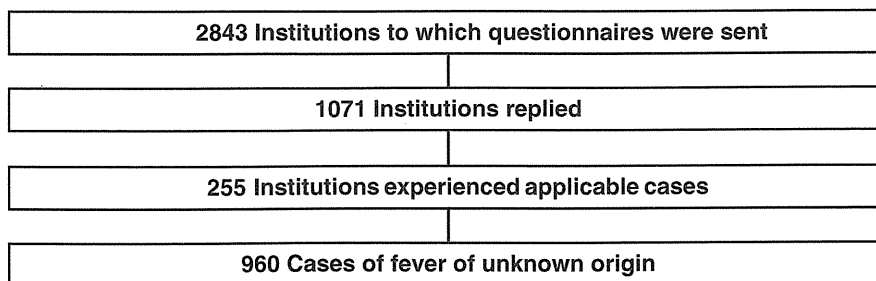 2843 Institutions to which questionnaires were sent
1071 Institutions replied
255 Institutions experienced applicable cases
960 Cases of fever of unknown origin